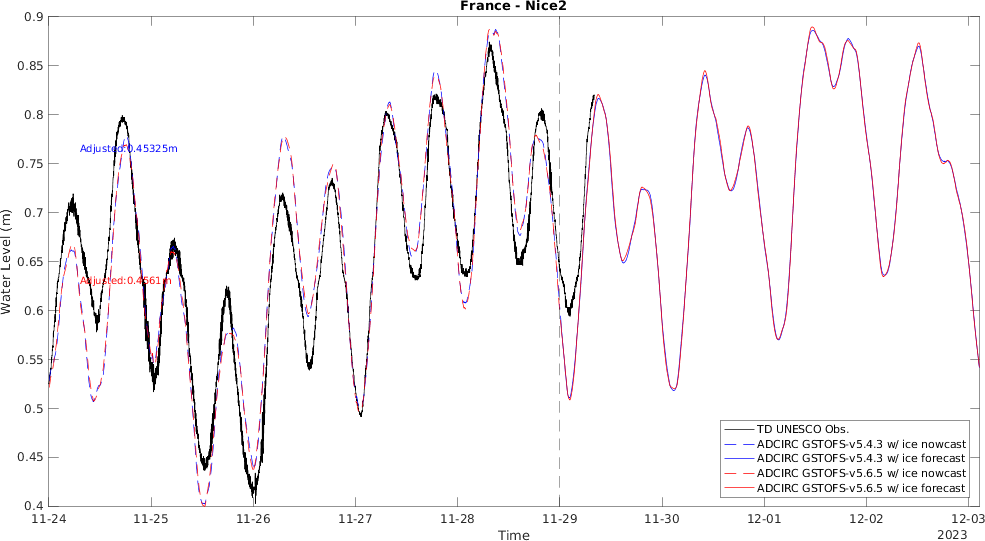 France - Nice2
0.9
0.85
0.8
0.75
0.7
0.65
0.6
0.55
0.5
0.45
0.4
Water Level (m)
Adjusted:0.45325m
Adjusted:0.4561m
TD UNESCO Obs.
ADCIRC GSTOFS-v5.4.3 w/ ice nowcast
ADCIRC GSTOFS-v5.4.3 w/ ice forecast
ADCIRC GSTOFS-v5.6.5 w/ ice nowcast
ADCIRC GSTOFS-v5.6.5 w/ ice forecast
11-24 11-25 11-26 11-27 11-28 11-29 11-30 12-01 12-02 12-03
Time
2023